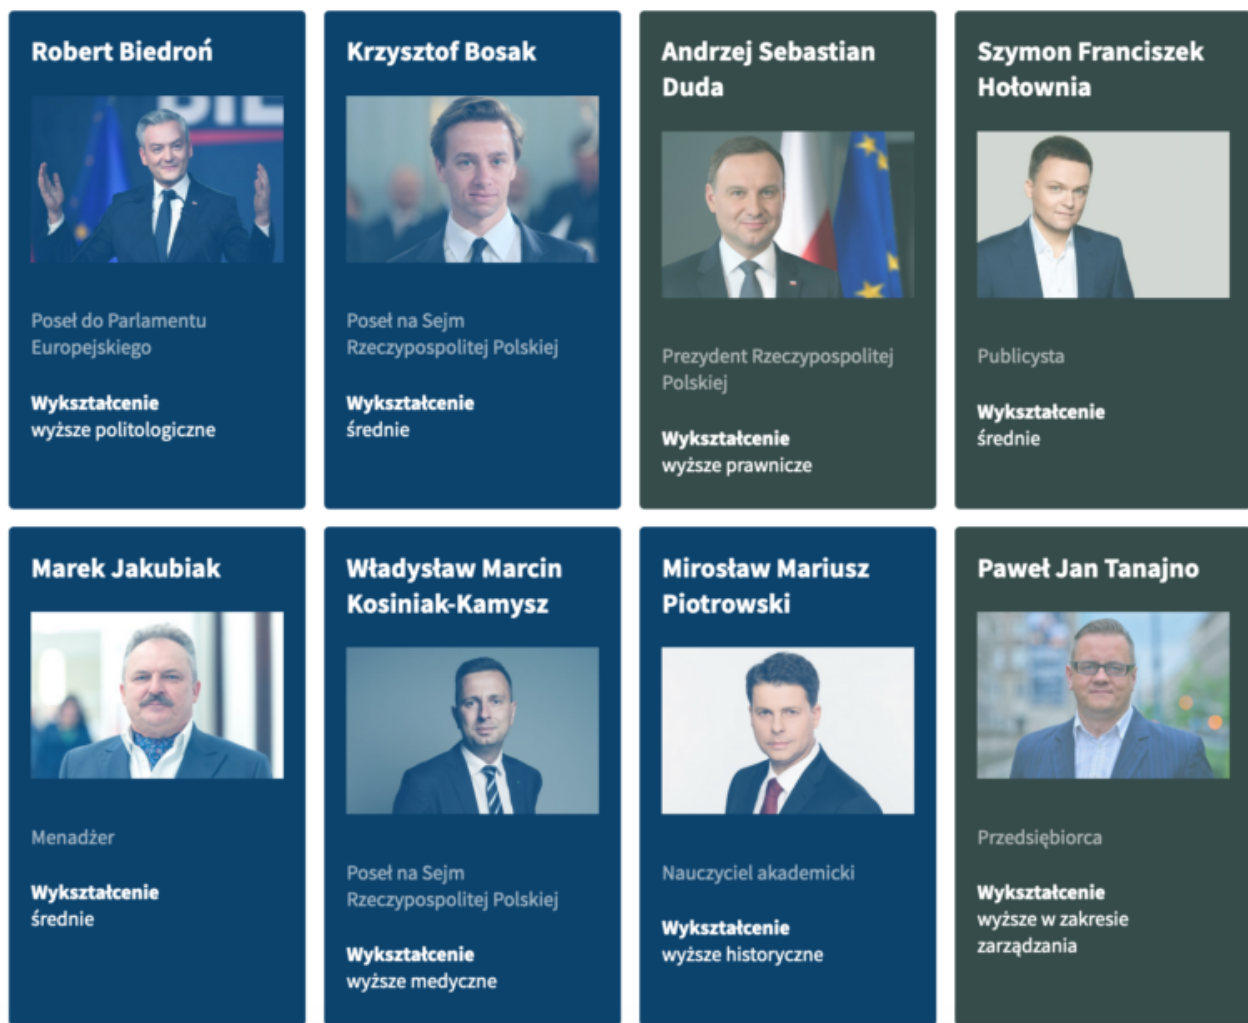 Robert Biedroń
BIE
Poseł do Parlamentu
Europejskiego
Wykształcenie
wyższe politologiczne
Krzysztof Bosak
Poseł na Sejm
Rzeczypospolitej Polskiej
Wykształcenie
średnie
Andrzej Sebastian
Duda
Prezydent Rzeczypospolitej
Polskiej
Wykształcenie
wyższe prawnicze
Szymon Franciszek
Hołownia
Publicysta
Wykształcenie
średnie
Marek Jakubiak
Menadżer
Wykształcenie
średnie
Władysław Marcin
Kosiniak-Kamysz
Poseł na Sejm
Rzeczypospolitej Polskiej
Wykształcenie
wyższe medyczne
Mirosław Mariusz
Piotrowski
Nauczyciel akademicki
Wykształcenie
wyższe historyczne
Paweł Jan Tanajno
Przedsiębiorca
Wykształcenie
wyższe w zakresie
zarządzania